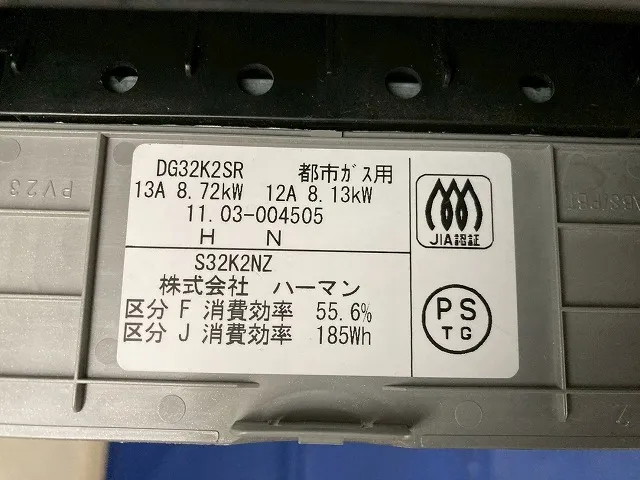 DG32K2SR 都市ガス用
13A 8.72kW 12A 8.13kW
11.03-004505
H N
S32K2NZ
株式会社 ハーマン
区分 F 消費効率 55.6%
区分 J 消費効率 185Wh
JIA認証
PS
TG
PV23